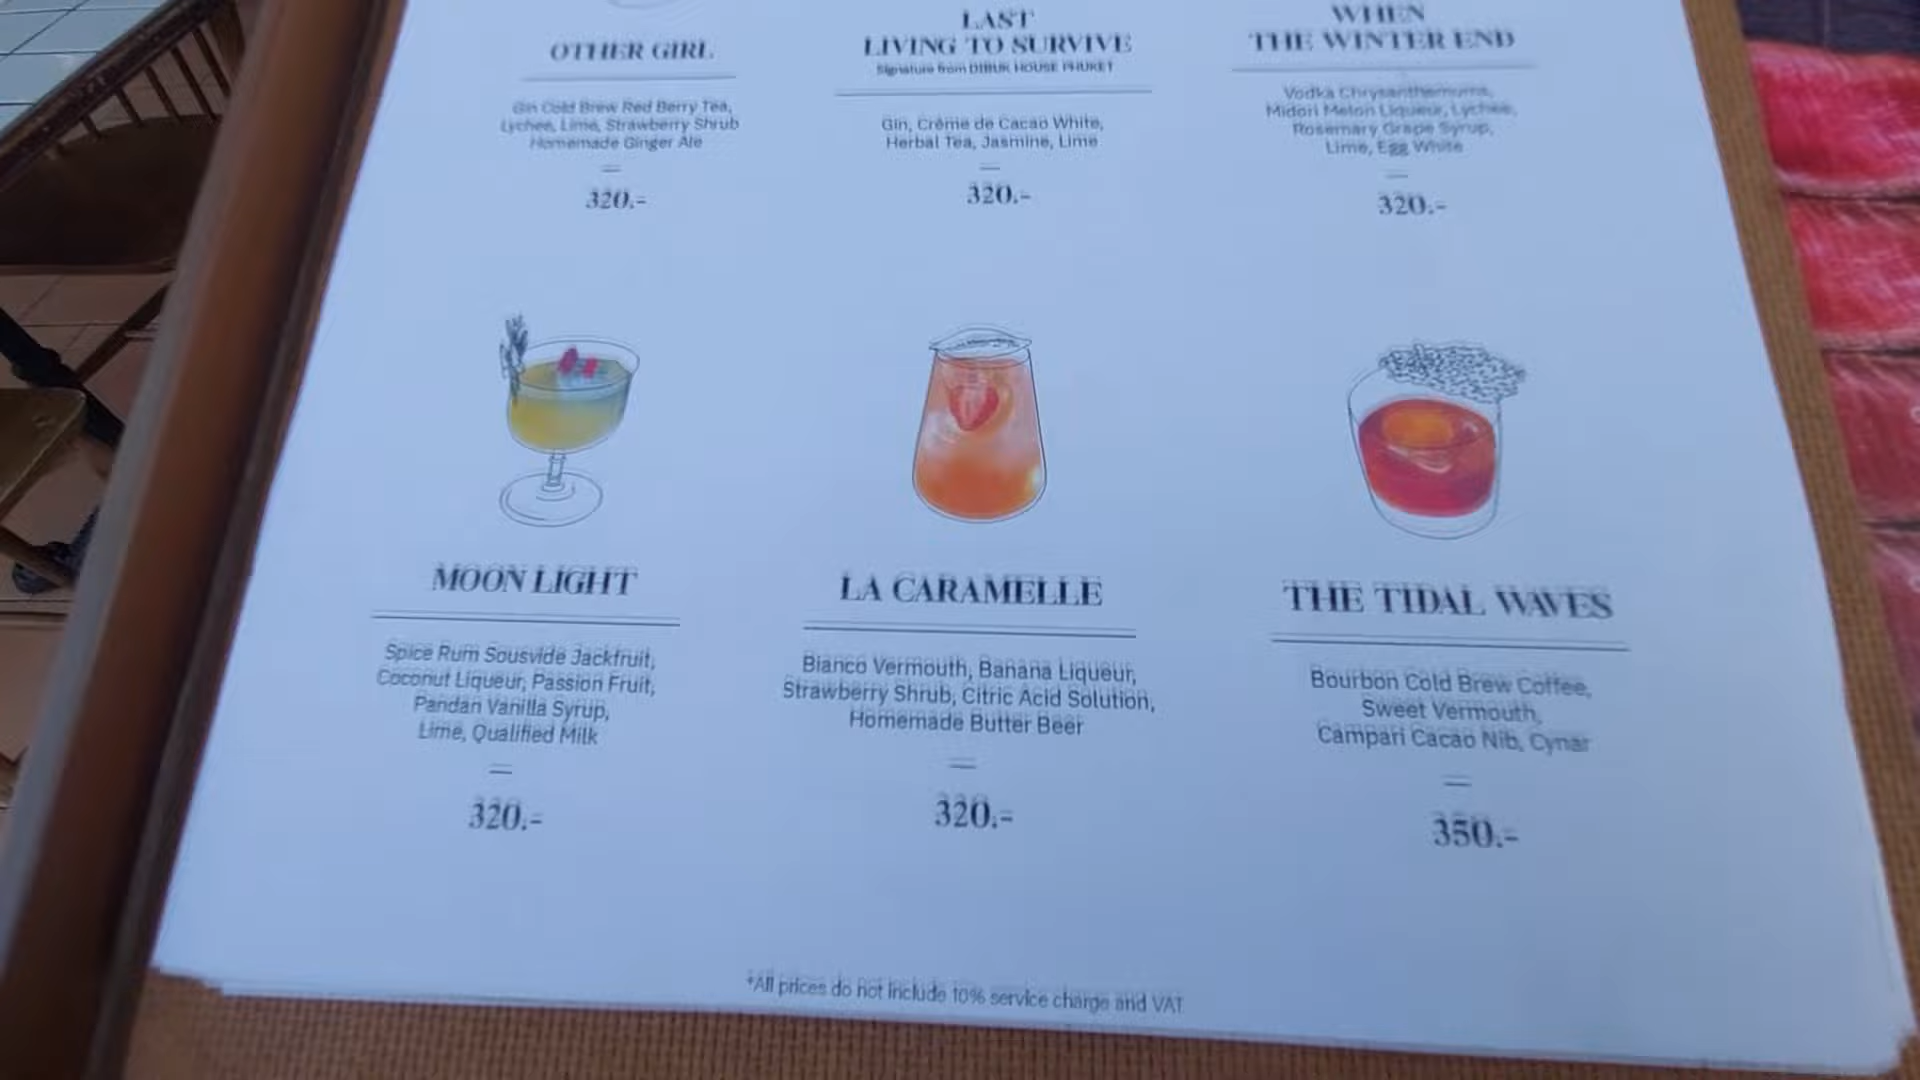 OTHER GIRL
Gin Cold Brew Red Berry Tea,
Lychee, Lime, Strawberry Shrub
Homemade Ginger Ale
320.-
LAST
LIVING TO SURVIVE
Signature from DIBUK HOUSE PHUKET
Gin, Crème de Cacao White,
Herbal Tea, Jasmine, Lime
320.-
WHEN
THE WINTER END
Vodka Chrysanthemums,
Midori Melon Liqueur, Lychee,
Rosemary Grape Syrup,
Lime, Egg White
320.-
MOON LIGHT
Spice Rum Sousvide Jackfruit,
Coconut Liqueur, Passion Fruit,
Pandan Vanilla Syrup,
Lime, Qualified Milk
320.-
LA CARAMELLE
Bianco Vermouth, Banana Liqueur,
Strawberry Shrub, Citric Acid Solution,
Homemade Butter Beer
320.-
THE TIDAL WAVES
Bourbon Cold Brew Coffee,
Sweet Vermouth,
Campari Cacao Nib, Cynar
350.-
*All prices do not include 10% service charge and VAT